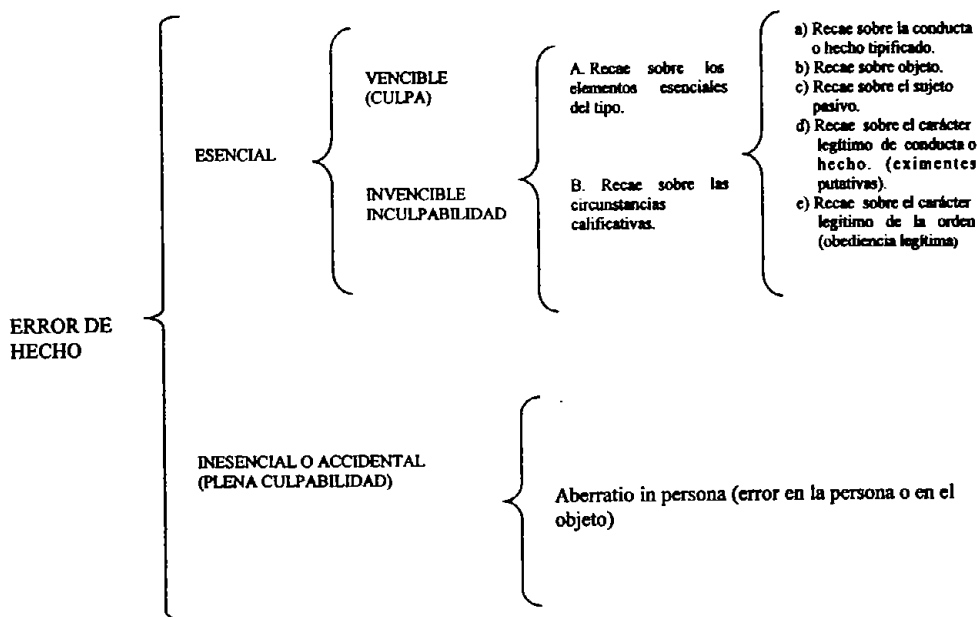 ERROR DE
HECHO
ESENCIAL
VENCIBLE
(CULPA)
INVENCIBLE
INCULPABILIDAD
A. Recae sobre los
elementos esenciales
del tipo.
B. Recae sobre las
circunstancias
calificativas.
a) Recae sobre la conducta
o hecho tipificado.
b) Recae sobre objeto.
c) Recae sobre el sujeto
pasivo.
d) Recae sobre el carácter
legítimo de conducta o
hecho. (eximentes
putativas).
e) Recae sobre el carácter
legítimo de la orden
(obediencia legítima)
INESENCIAL O ACCIDENTAL
(PLENA CULPABILIDAD)
Aberratio in persona (error en la persona o en el
objeto)